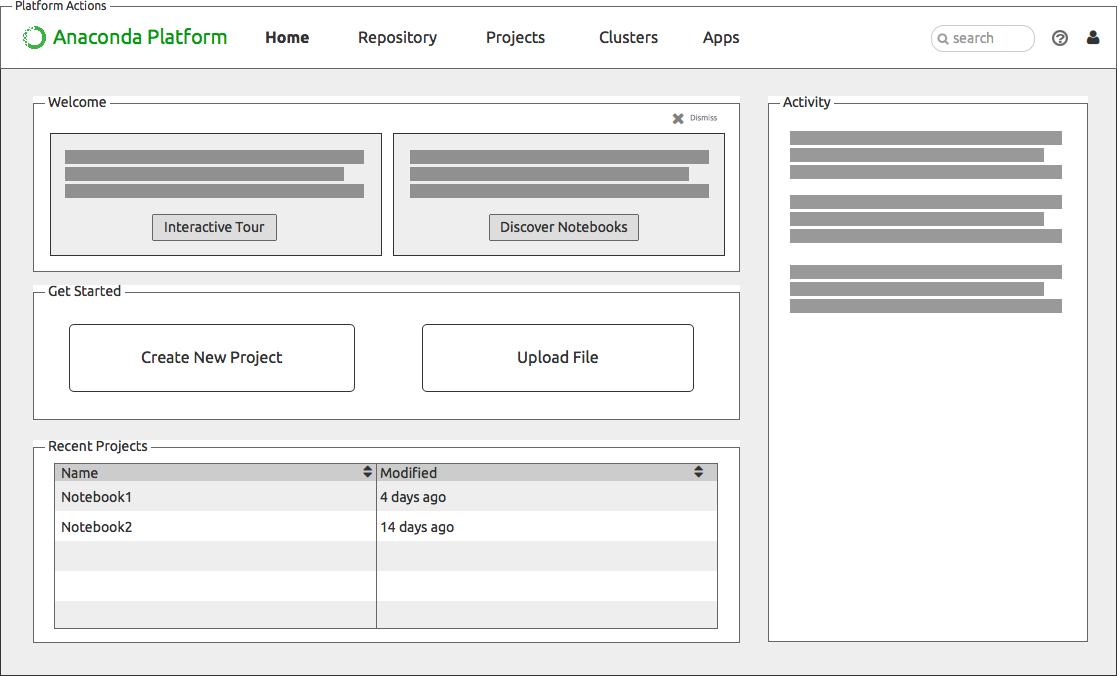 Platform Actions
Anaconda Platform Home Repository Projects Clusters Apps search
Welcome
Dismiss
Interactive Tour
Discover Notebooks
Get Started
Create New Project
Upload File
Recent Projects
Name Modified
Notebook1 4 days ago
Notebook2 14 days ago
Activity